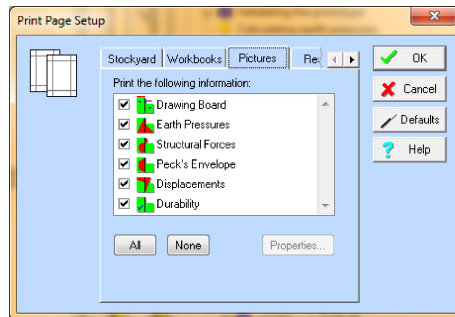 Print Page Setup
Stockyard Workbooks Pictures Re
Print the following information:
Drawing Board
Earth Pressures
Structural Forces
Peck's Envelope
Displacements
Durability
All None Properties...
OK
Cancel
Defaults
Help